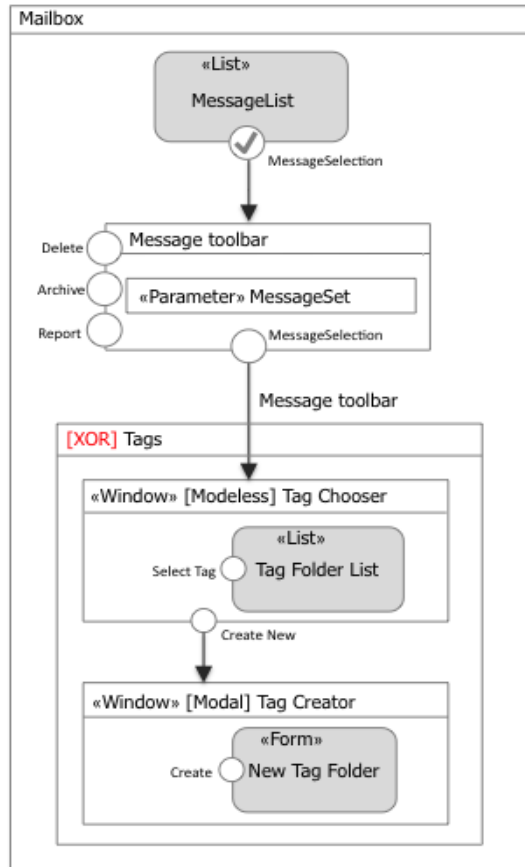 Mailbox
«List»
MessageList
MessageSelection
Delete
Message toolbar
Archive
«Parameter» MessageSet
Report
MessageSelection
Message toolbar
[XOR] Tags
«Window» [Modeless] Tag Chooser
«List»
Select Tag
Tag Folder List
Create New
«Window» [Modal] Tag Creator
«Form»
Create
New Tag Folder